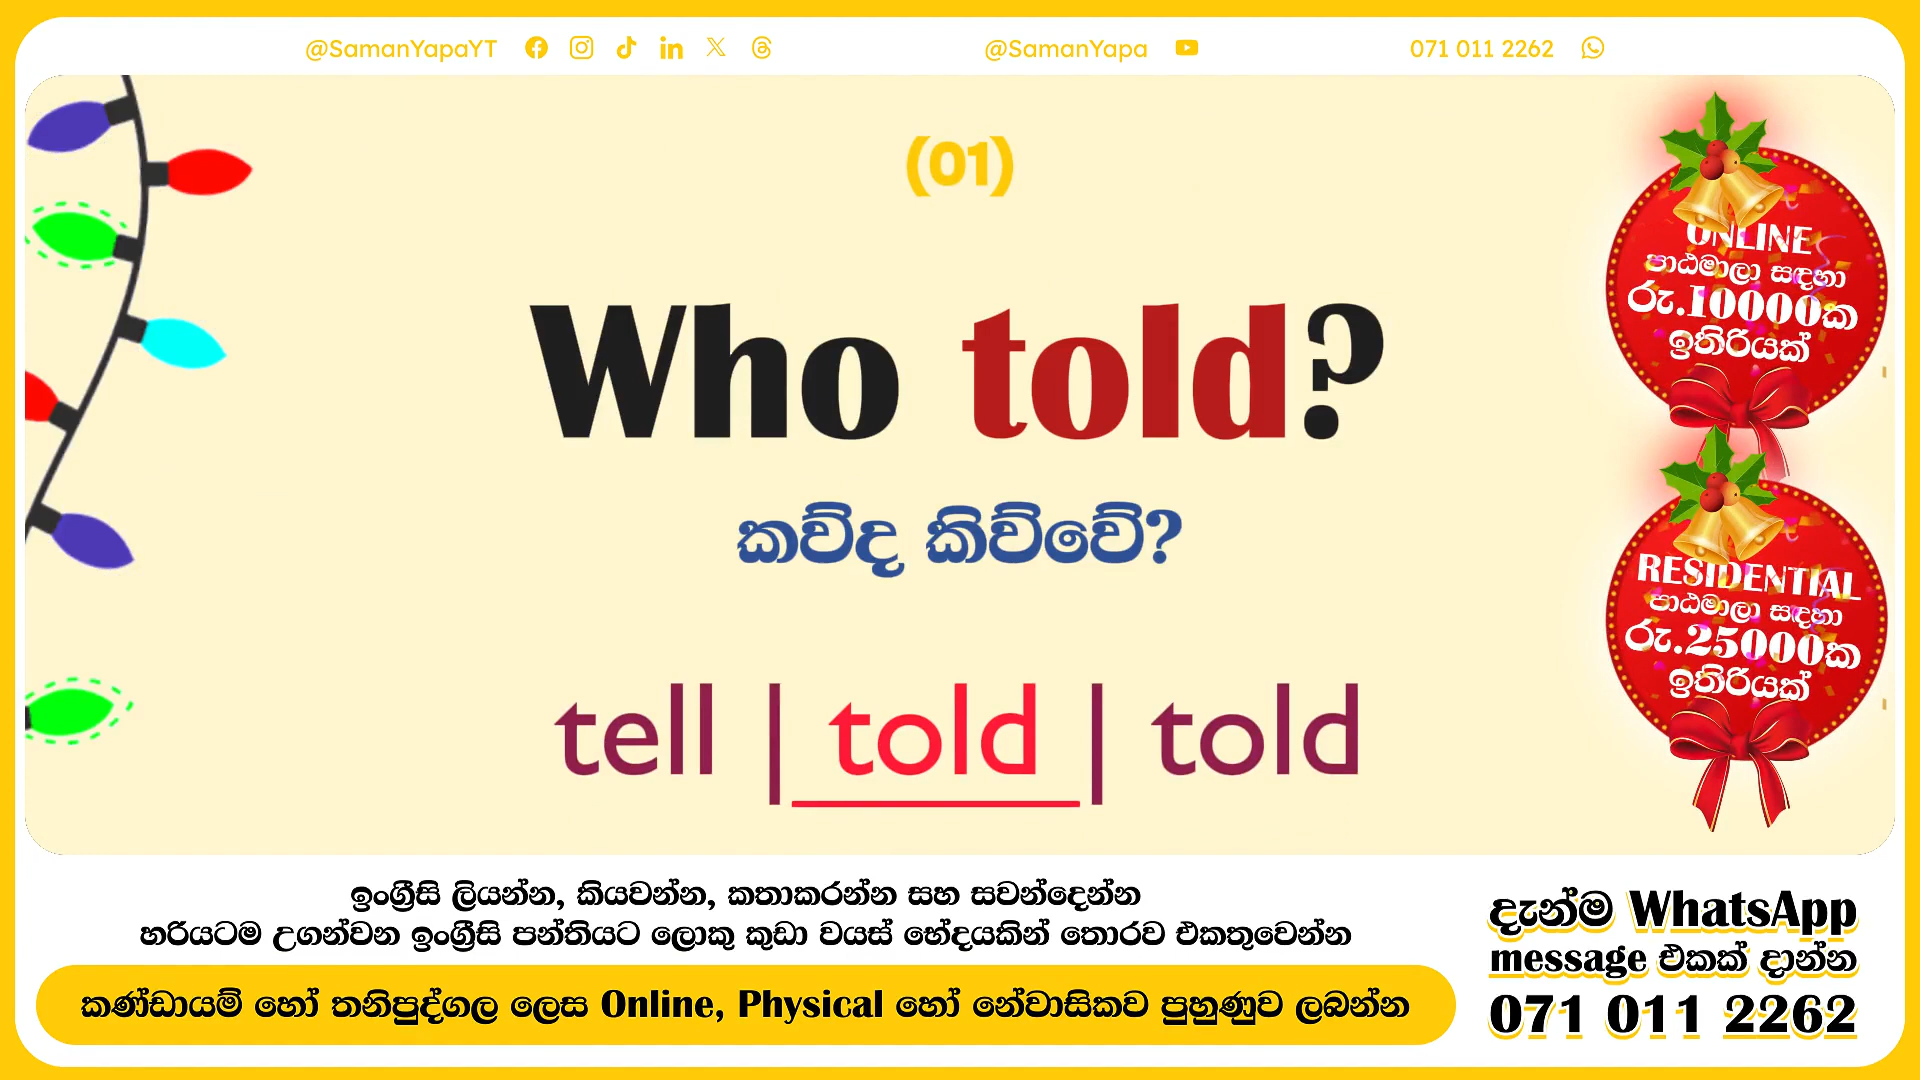 @SamanYapaYT
@SamanYapa
071 011 2262
(01)
Who told?
කව්ද කිව්වේ?
tell | told | told
ONLINE
පාඨමාලා සඳහා
රු.10000ක
ඉතිරියක්
RESIDENTIAL
පාඨමාලා සඳහා
රු.25000ක
ඉතිරියක්
ඉංග්‍රීසි ලියන්න, කියවන්න, කතාකරන්න සහ සවන්දෙන්න
හරියටම උගන්වන ඉංග්‍රීසි පන්තියට ලොකු කුඩා වයස් භේදයකින් තොරව එකතුවෙන්න
කණ්ඩායම් හෝ තනිපුද්ගල ලෙස Online, Physical හෝ නේවාසිකව පුහුණුව ලබන්න
දැන්ම WhatsApp
message එකක් දාන්න
071 011 2262